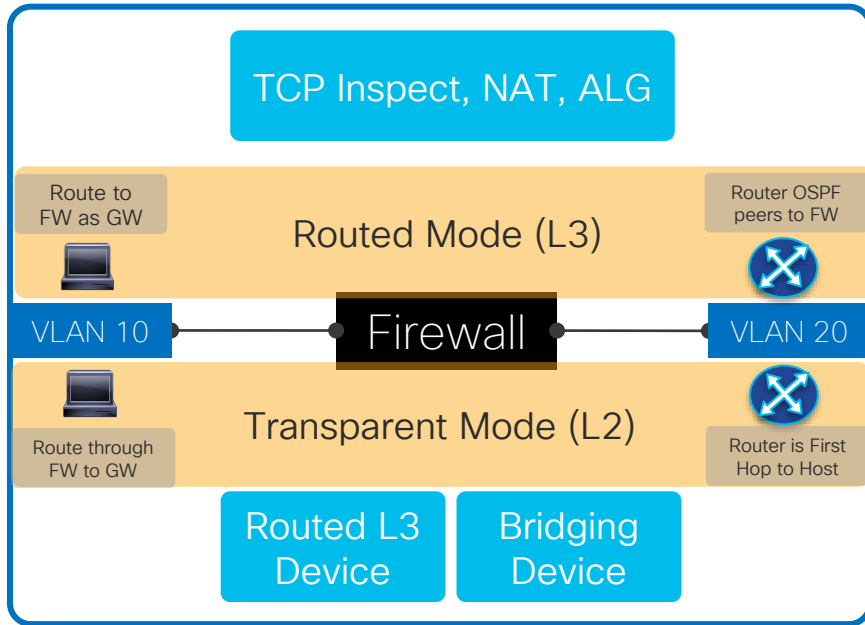 TCP Inspect, NAT, ALG
Route to
FW as GW
Routed Mode (L3)
Router OSPF
peers to FW
VLAN 10
Firewall
VLAN 20
Route through
FW to GW
Transparent Mode (L2)
Router is First
Hop to Host
Routed L3
Device
Bridging
Device